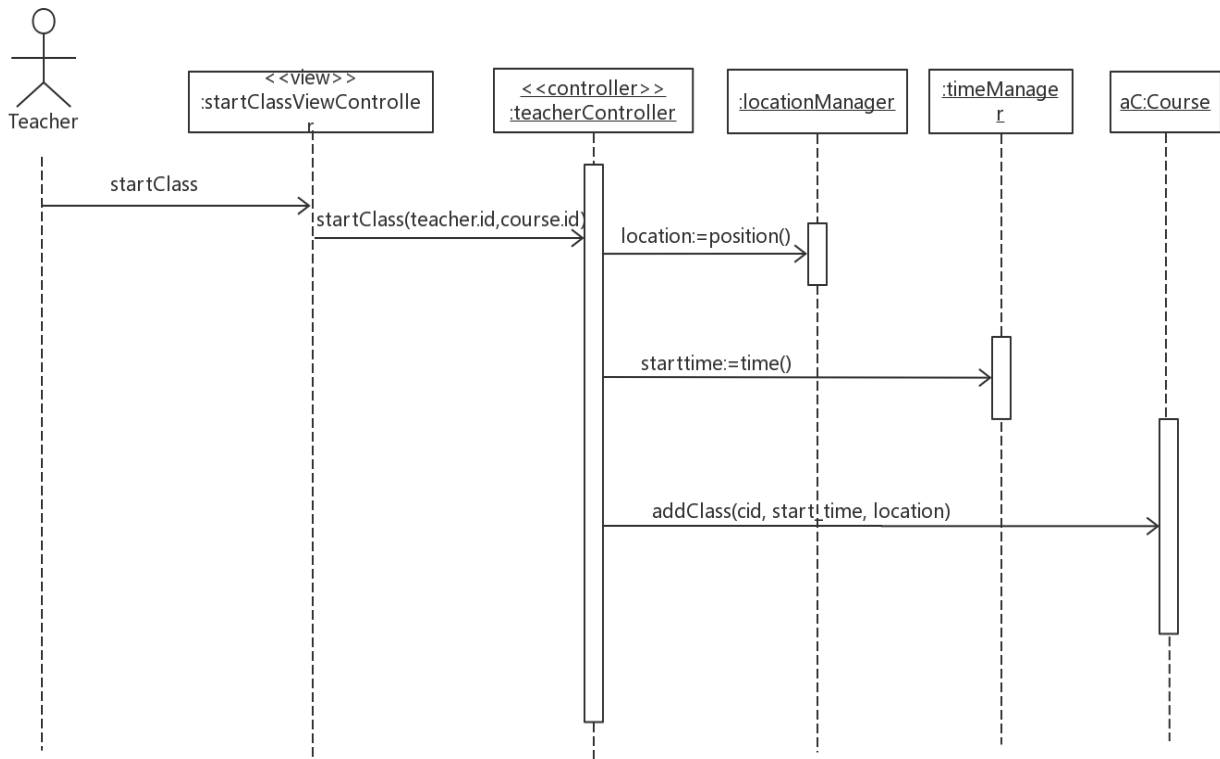 Teacher
<<view>>
:startClassViewControlle
r
<<controller>>
:teacherController
:locationManager
:timeManage
r
aC:Course
startClass
startClass(teacher.id,course.id)
location:=position()
starttime:=time()
addClass(cid, start_time, location)